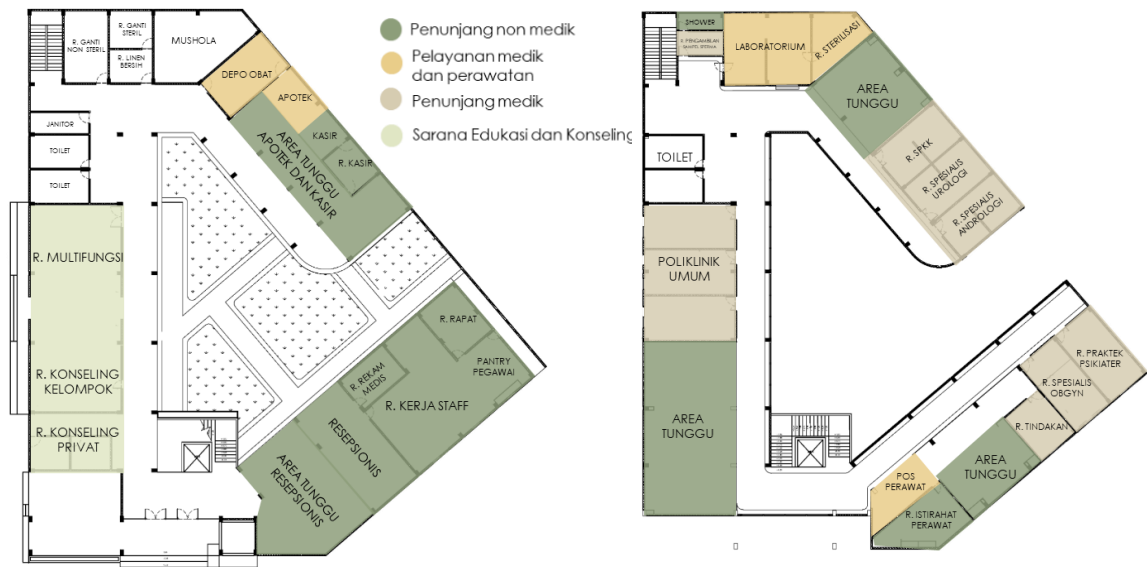 R. GANTI
NON STERIL
R. GANTI
STERIL
R. LINEN
BERSIH
MUSHOLA
DEPO OBAT
APOTEK
KASIR
R. KASIR
AREA TUNGGU
APOTEK DAN KASIR
JANITOR
TOILET
TOILET
R. MULTIFUNGSI
R. KONSELING
KELOMPOK
R. KONSELING
PRIVAT
R. RAPAT
PANTRY
PEGAWAI
R. REKAM
MEDIS
R. KERJA STAFF
RESEPSIONIS
AREA TUNGGU
RESEPSIONIS
Penunjang non medik
Pelayanan medik
dan perawatan
Penunjang medik
Sarana Edukasi dan Konseling
SHOWER
LABORATORIUM
R. STERILISASI
AREA
TUNGGU
R. SPKK
R. SPESIALIS
UROLOGI
R. SPESIALIS
ANDROLOGI
TOILET
POLIKLINIK
UMUM
AREA
TUNGGU
R. PRAKTEK
PSIKIATER
R. SPESIALIS
OBGYN
R. TINDAKAN
AREA
TUNGGU
POS
PERAWAT
R. ISTIRAHAT
PERAWAT